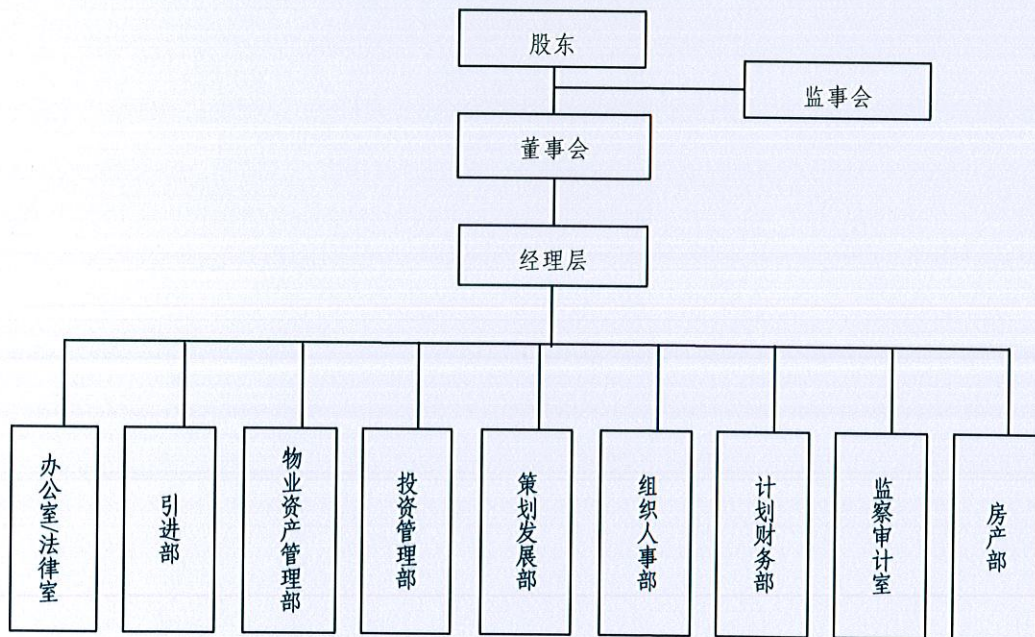 股东
监事会
董事会
经理层
办公室/法律室
引进部
物业资产管理部
投资管理部
策划发展部
组织人事部
计划财务部
监察审计室
房产部